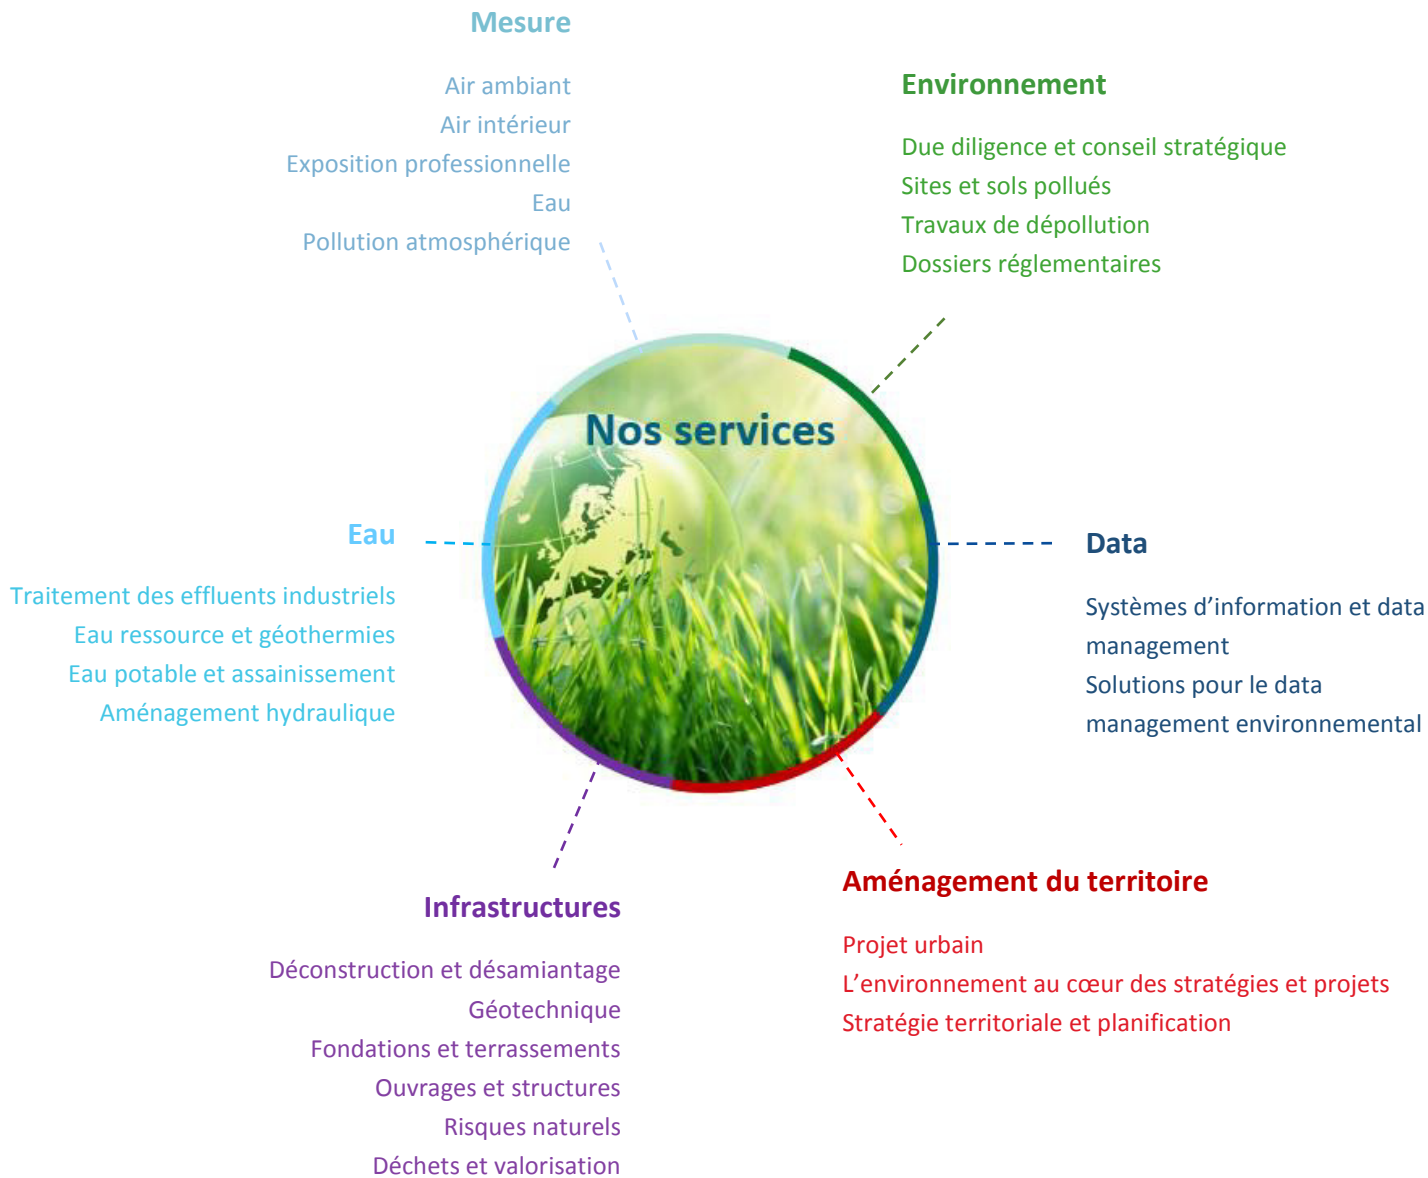 Mesure
Air ambiant
Air intérieur
Exposition professionnelle
Eau
Pollution atmosphérique
Environnement
Due diligence et conseil stratégique
Sites et sols pollués
Travaux de dépollution
Dossiers réglementaires
Nos services
Eau
Traitement des effluents industriels
Eau ressource et géothermies
Eau potable et assainissement
Aménagement hydraulique
Data
Systèmes d’information et data
management
Solutions pour le data
management environnemental
Infrastructures
Déconstruction et désamiantage
Géotechnique
Fondations et terrassements
Ouvrages et structures
Risques naturels
Déchets et valorisation
Aménagement du territoire
Projet urbain
L’environnement au cœur des stratégies et projets
Stratégie territoriale et planification